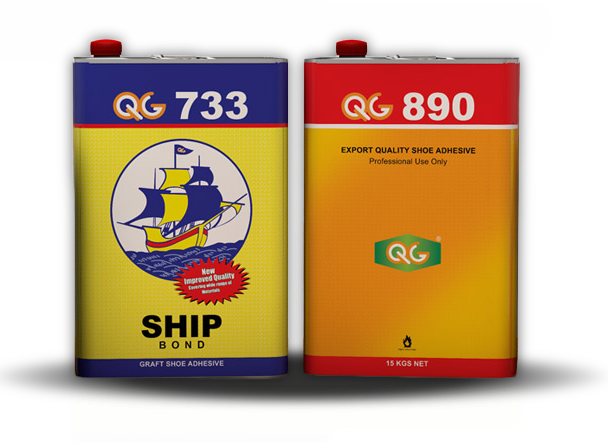 QG 733
QG
New
Improved Quality
Covering wide range of
Materials
SHIP
BOND
GRAFT SHOE ADHESIVE
QG 890
EXPORT QUALITY SHOE ADHESIVE
Professional Use Only
QG
®
15 KGS NET